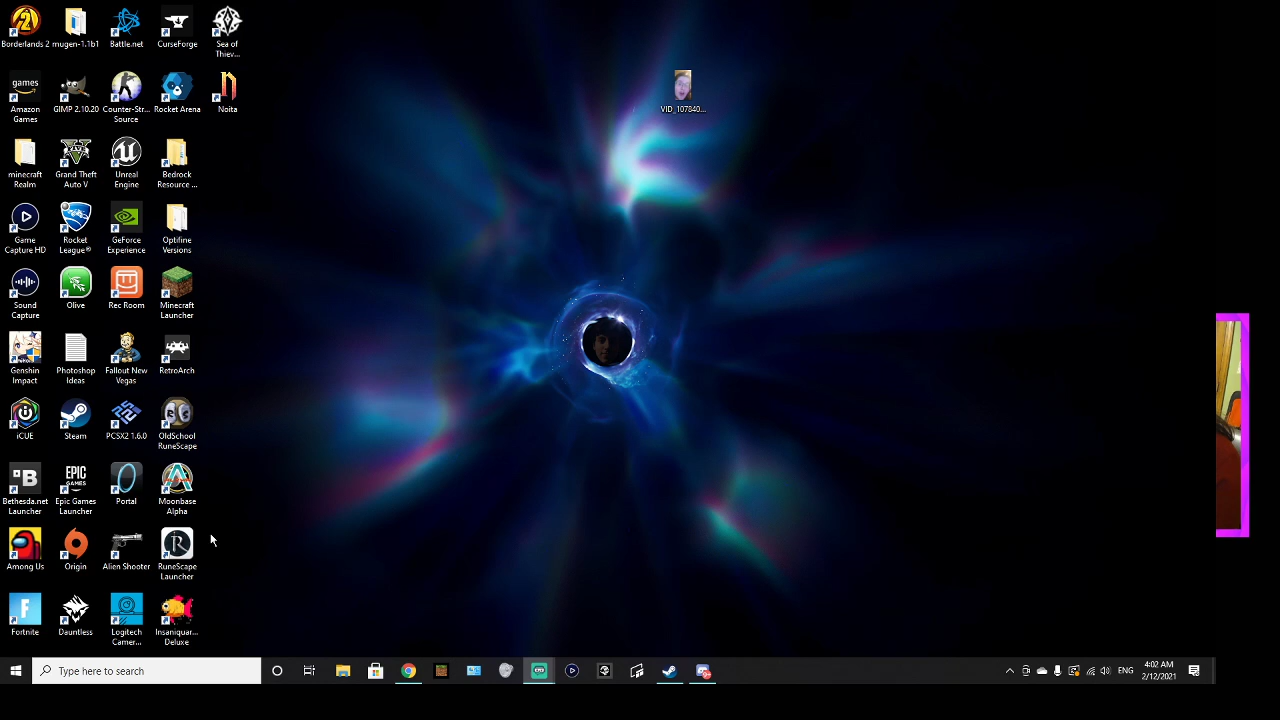 Borderlands 2
mugen-1.1b1
Battle.net
CurseForge
Sea of
Thiev...
games
Amazon
Games
GIMP 2.10.20
Counter-Str...
Source
Rocket Arena
Noita
minecraft
Realm
Grand Theft
Auto V
Unreal
Engine
Bedrock
Resource ...
Game
Capture HD
Rocket
League®
GeForce
Experience
Optifine
Versions
Sound
Capture
Olive
Rec Room
Minecraft
Launcher
Genshin
Impact
Photoshop
Ideas
Fallout New
Vegas
RetroArch
iCUE
Steam
PCSX2 1.6.0
OldSchool
RuneScape
Bethesda.net
Launcher
EPIC
GAMES
Epic Games
Launcher
Portal
Moonbase
Alpha
Among Us
Origin
Alien Shooter
RuneScape
Launcher
Fortnite
Dauntless
Logitech
Camer...
Insaniquar...
Deluxe
VID_107840...
Type here to search
ENG
4:02 AM
2/12/2021